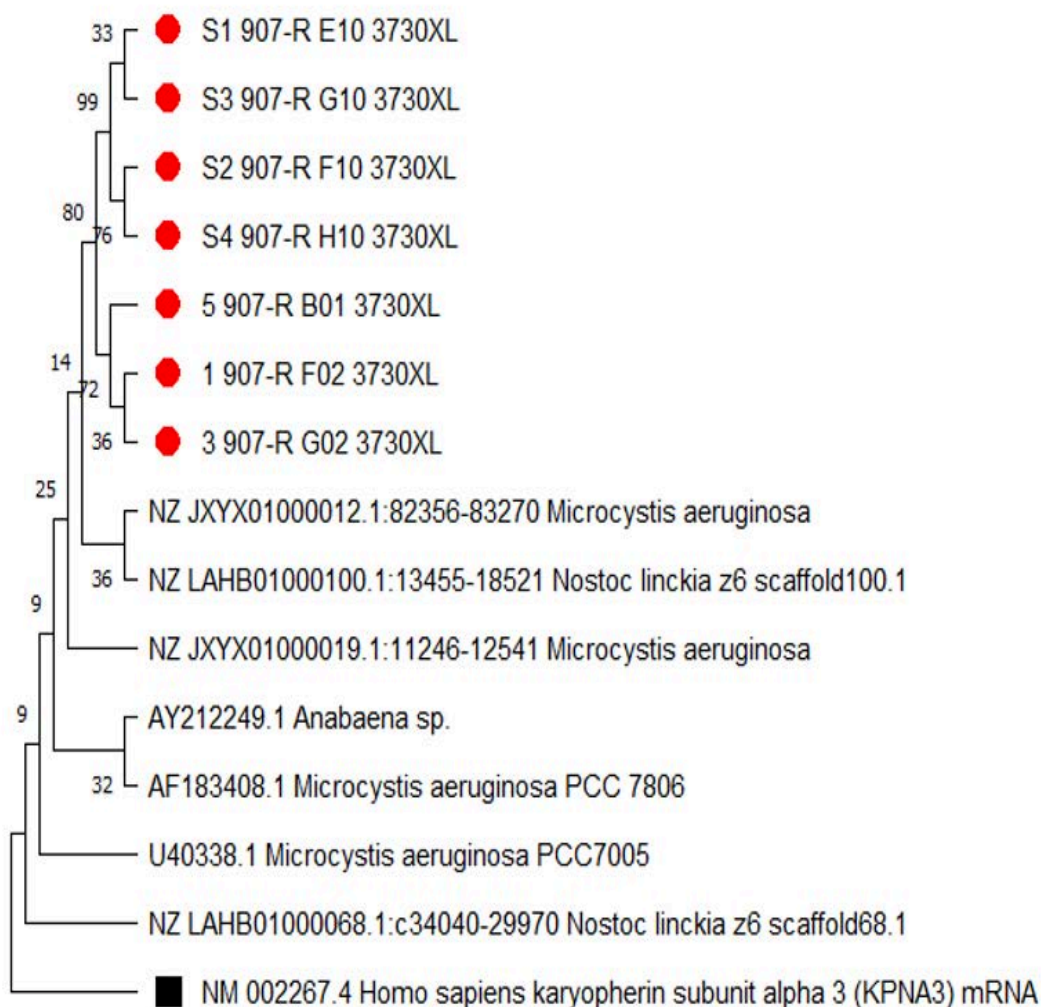 33
S1 907-R E10 3730XL
99
S3 907-R G10 3730XL
S2 907-R F10 3730XL
80
76
S4 907-R H10 3730XL
5 907-R B01 3730XL
14
72
1 907-R F02 3730XL
36
3 907-R G02 3730XL
25
NZ JXYX01000012.1:82356-83270 Microcystis aeruginosa
36
NZ LAHB01000100.1:13455-18521 Nostoc linckia z6 scaffold100.1
9
NZ JXYX01000019.1:11246-12541 Microcystis aeruginosa
9
AY212249.1 Anabaena sp.
32
AF183408.1 Microcystis aeruginosa PCC 7806
U40338.1 Microcystis aeruginosa PCC7005
NZ LAHB01000068.1:c34040-29970 Nostoc linckia z6 scaffold68.1
NM 002267.4 Homo sapiens karyopherin subunit alpha 3 (KPNA3) mRNA